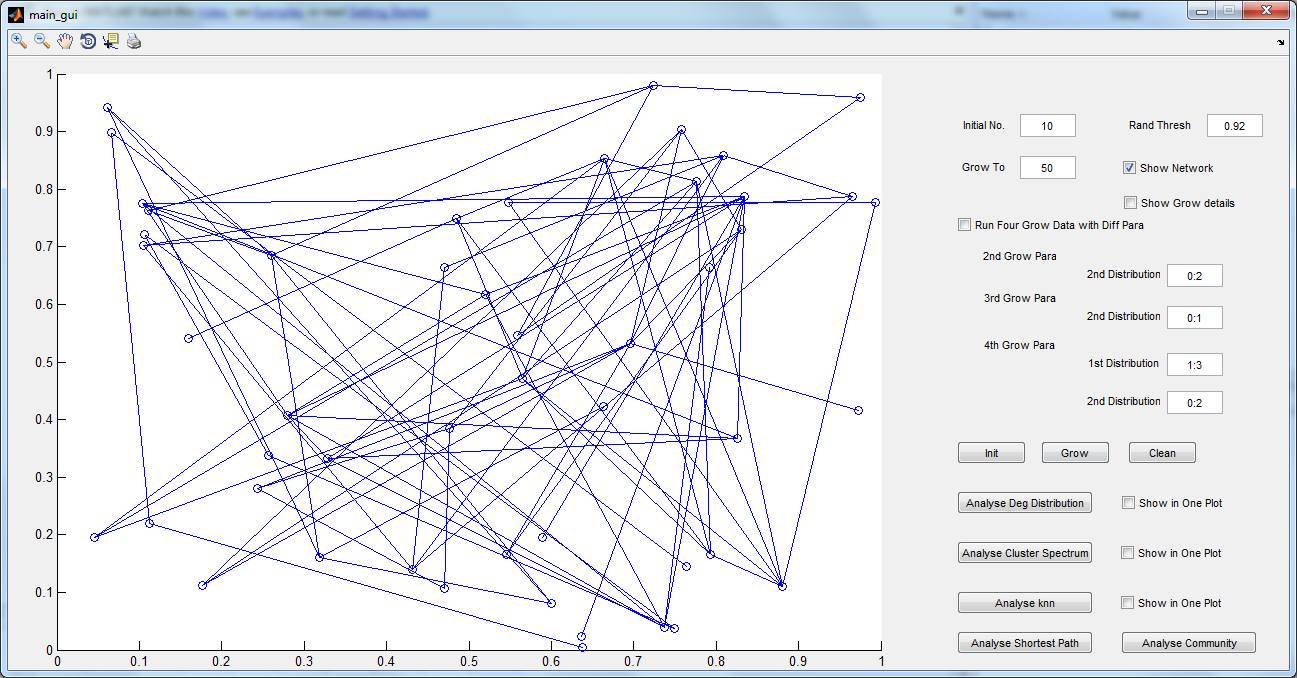 main_gui
1
0.9
0.8
0.7
0.6
0.5
0.4
0.3
0.2
0.1
0
0 0.1 0.2 0.3 0.4 0.5 0.6 0.7 0.8 0.9 1
Initial No. 10 Rand Thresh 0.92
Grow To 50 Show Network
Show Grow details
Run Four Grow Data with Diff Para
2nd Grow Para
2nd Distribution 0:2
3rd Grow Para
2nd Distribution 0:1
4th Grow Para
1st Distribution 1:3
2nd Distribution 0:2
Init Grow Clean
Analyse Deg Distribution Show in One Plot
Analyse Cluster Spectrum Show in One Plot
Analyse knn Show in One Plot
Analyse Shortest Path Analyse Community